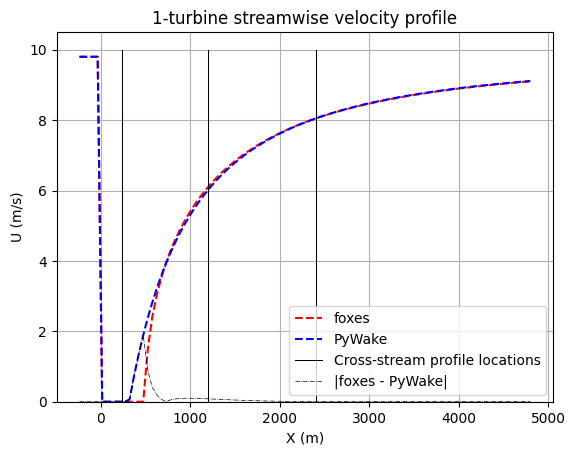 1-turbine streamwise velocity profile
U (m/s)
10
8
6
4
2
0
foxes
PyWake
Cross-stream profile locations
|foxes - PyWake|
0 1000 2000 3000 4000 5000
X (m)